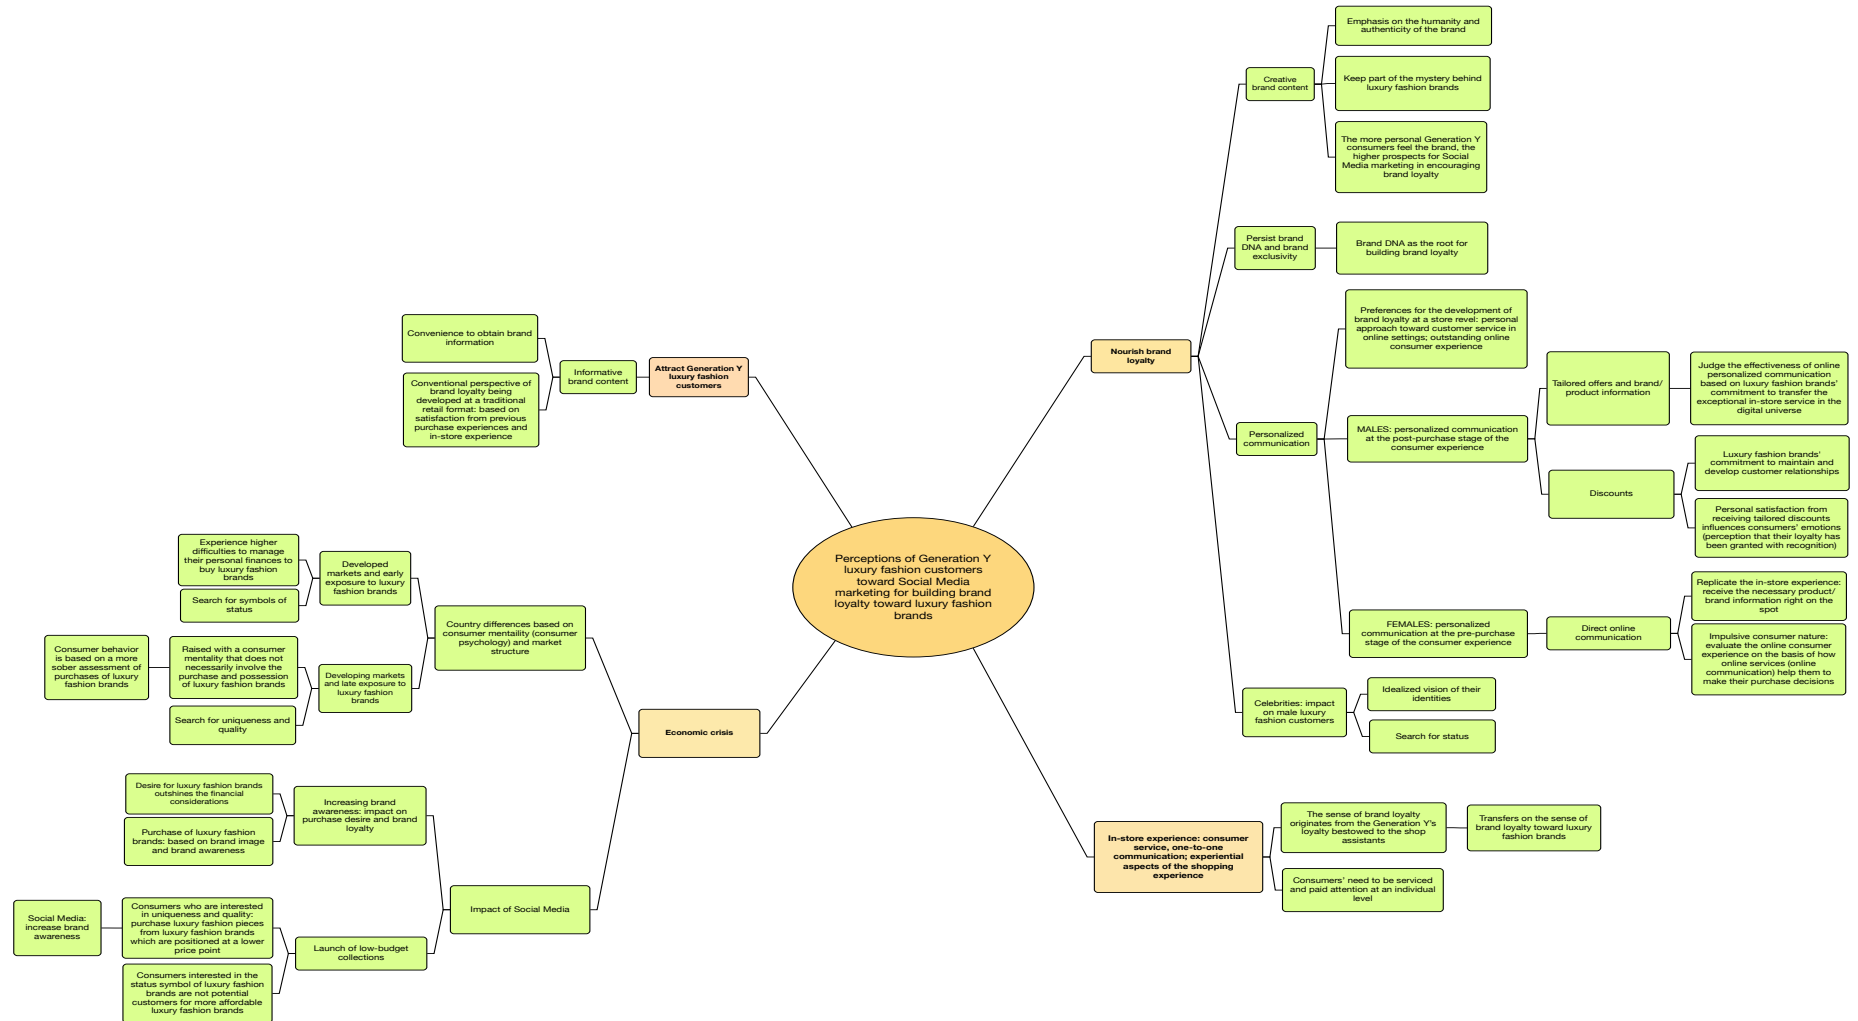 Emphasis on the humanity and
authenticity of the brand
Creative
brand content
Keep part of the mystery behind
luxury fashion brands
The more personal Generation Y
consumers feel the brand, the
higher prospects for Social
Media marketing in encouraging
brand loyalty
Persist brand
DNA and brand
exclusivity
Brand DNA as the root for
building brand loyalty
Nourish brand
loyalty
Preferences for the development of
brand loyalty at a store revel: personal
approach toward customer service in
online settings; outstanding online
consumer experience
Personalized
communication
MALES: personalized communication
at the post-purchase stage of the
consumer experience
Tailored offers and brand/
product information
Judge the effectiveness of online
personalized communication
based on luxury fashion brands'
commitment to transfer the
exceptional in-store service in the
digital universe
Discounts
Luxury fashion brands'
commitment to maintain and
develop customer relationships
Personal satisfaction from
receiving tailored discounts
influences consumers' emotions
(perception that their loyalty has
been granted with recognition)
FEMALES: personalized
communication at the pre-purchase
stage of the consumer experience
Direct online
communication
Replicate the in-store experience:
receive the necessary product/
brand information right on the
spot
Impulsive consumer nature:
evaluate the online consumer
experience on the basis of how
online services (online
communication) help them to
make their purchase decisions
Celebrities: impact
on male luxury
fashion customers
Idealized vision of their
identities
Search for status
In-store experience: consumer
service, one-to-one
communication; experiential
aspects of the shopping
experience
The sense of brand loyalty
originates from the Generation Y's
loyalty bestowed to the shop
assistants
Transfers on the sense of
brand loyalty toward luxury
fashion brands
Consumers' need to be serviced
and paid attention at an individual
level
Perceptions of Generation Y
luxury fashion customers
toward Social Media
marketing for building brand
loyalty toward luxury fashion
brands
Attract Generation Y
luxury fashion
customers
Informative
brand content
Convenience to obtain brand
information
Conventional perspective of
brand loyalty being
developed at a traditional
retail format: based on
satisfaction from previous
purchase experiences and
in-store experience
Economic crisis
Country differences based on
consumer mentaility (consumer
psychology) and market
structure
Developed
markets and early
exposure to luxury
fashion brands
Experience higher
difficulties to manage
their personal finances to
buy luxury fashion
brands
Search for symbols of
status
Developing markets
and late exposure to
luxury fashion
brands
Raised with a consumer
mentality that does not
necessarily involve the
purchase and possession
of luxury fashion brands
Consumer behavior
is based on a more
sober assessment of
purchases of luxury
fashion brands
Search for uniqueness and
quality
Impact of Social Media
Increasing brand
awareness: impact on
purchase desire and brand
loyalty
Desire for luxury fashion brands
outshines the financial
considerations
Purchase of luxury fashion
brands: based on brand image
and brand awareness
Launch of low-budget
collections
Consumers who are interested
in uniqueness and quality:
purchase luxury fashion pieces
from luxury fashion brands
which are positioned at a lower
price point
Social Media:
increase brand
awareness
Consumers interested in the
status symbol of luxury fashion
brands are not potential
customers for more affordable
luxury fashion brands